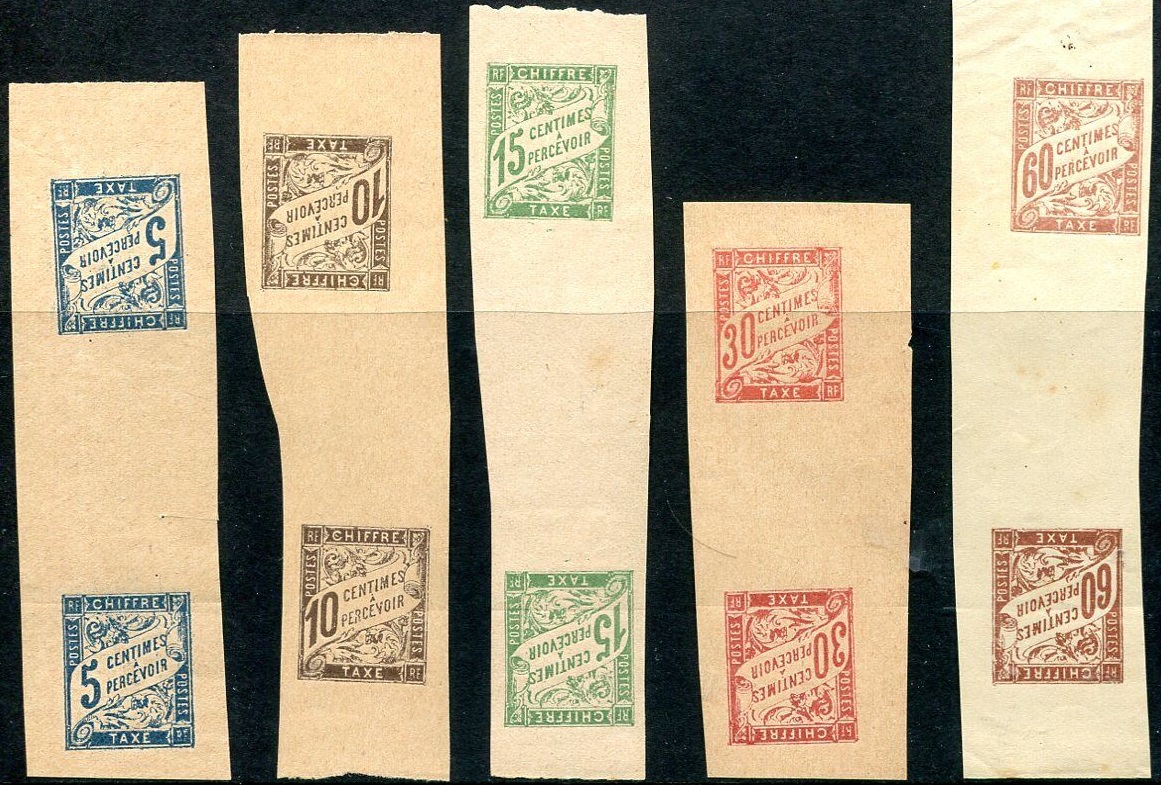 RF CHIFFRE
POSTES
5 CENTIMES
À
PERCEVOIR
POSTES
TAXE RF
RF CHIFFRE
POSTES
5 CENTIMES
À
PERCEVOIR
POSTES
TAXE RF
RF CHIFFRE
POSTES
10 CENTIMES
À
PERCEVOIR
POSTES
TAXE RF
RF CHIFFRE
POSTES
10 CENTIMES
À
PERCEVOIR
POSTES
TAXE RF
RF CHIFFRE
POSTES
15 CENTIMES
À
PERCEVOIR
POSTES
TAXE RF
RF CHIFFRE
POSTES
15 CENTIMES
À
PERCEVOIR
POSTES
TAXE RF
RF CHIFFRE
POSTES
30 CENTIMES
À
PERCEVOIR
POSTES
TAXE RF
RF CHIFFRE
POSTES
30 CENTIMES
À
PERCEVOIR
POSTES
TAXE RF
RF CHIFFRE
POSTES
60 CENTIMES
À
PERCEVOIR
POSTES
TAXE RF
RF CHIFFRE
POSTES
60 CENTIMES
À
PERCEVOIR
POSTES
TAXE RF